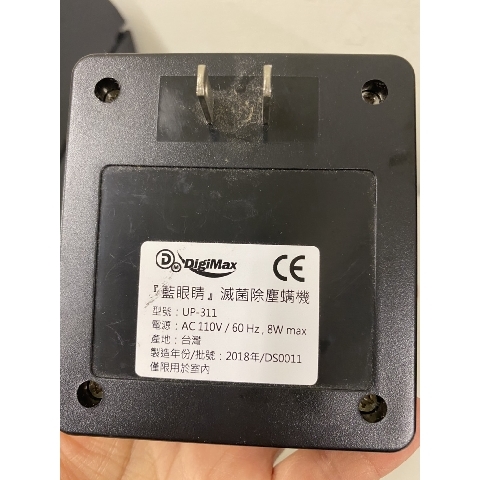 DigiMax CE
『藍眼睛』滅菌除塵蟎機
型號：UP-311
電源：AC 110V / 60 Hz, 8W max
產地：台灣
製造年份/批號：2018年/DS0011
僅限用於室內